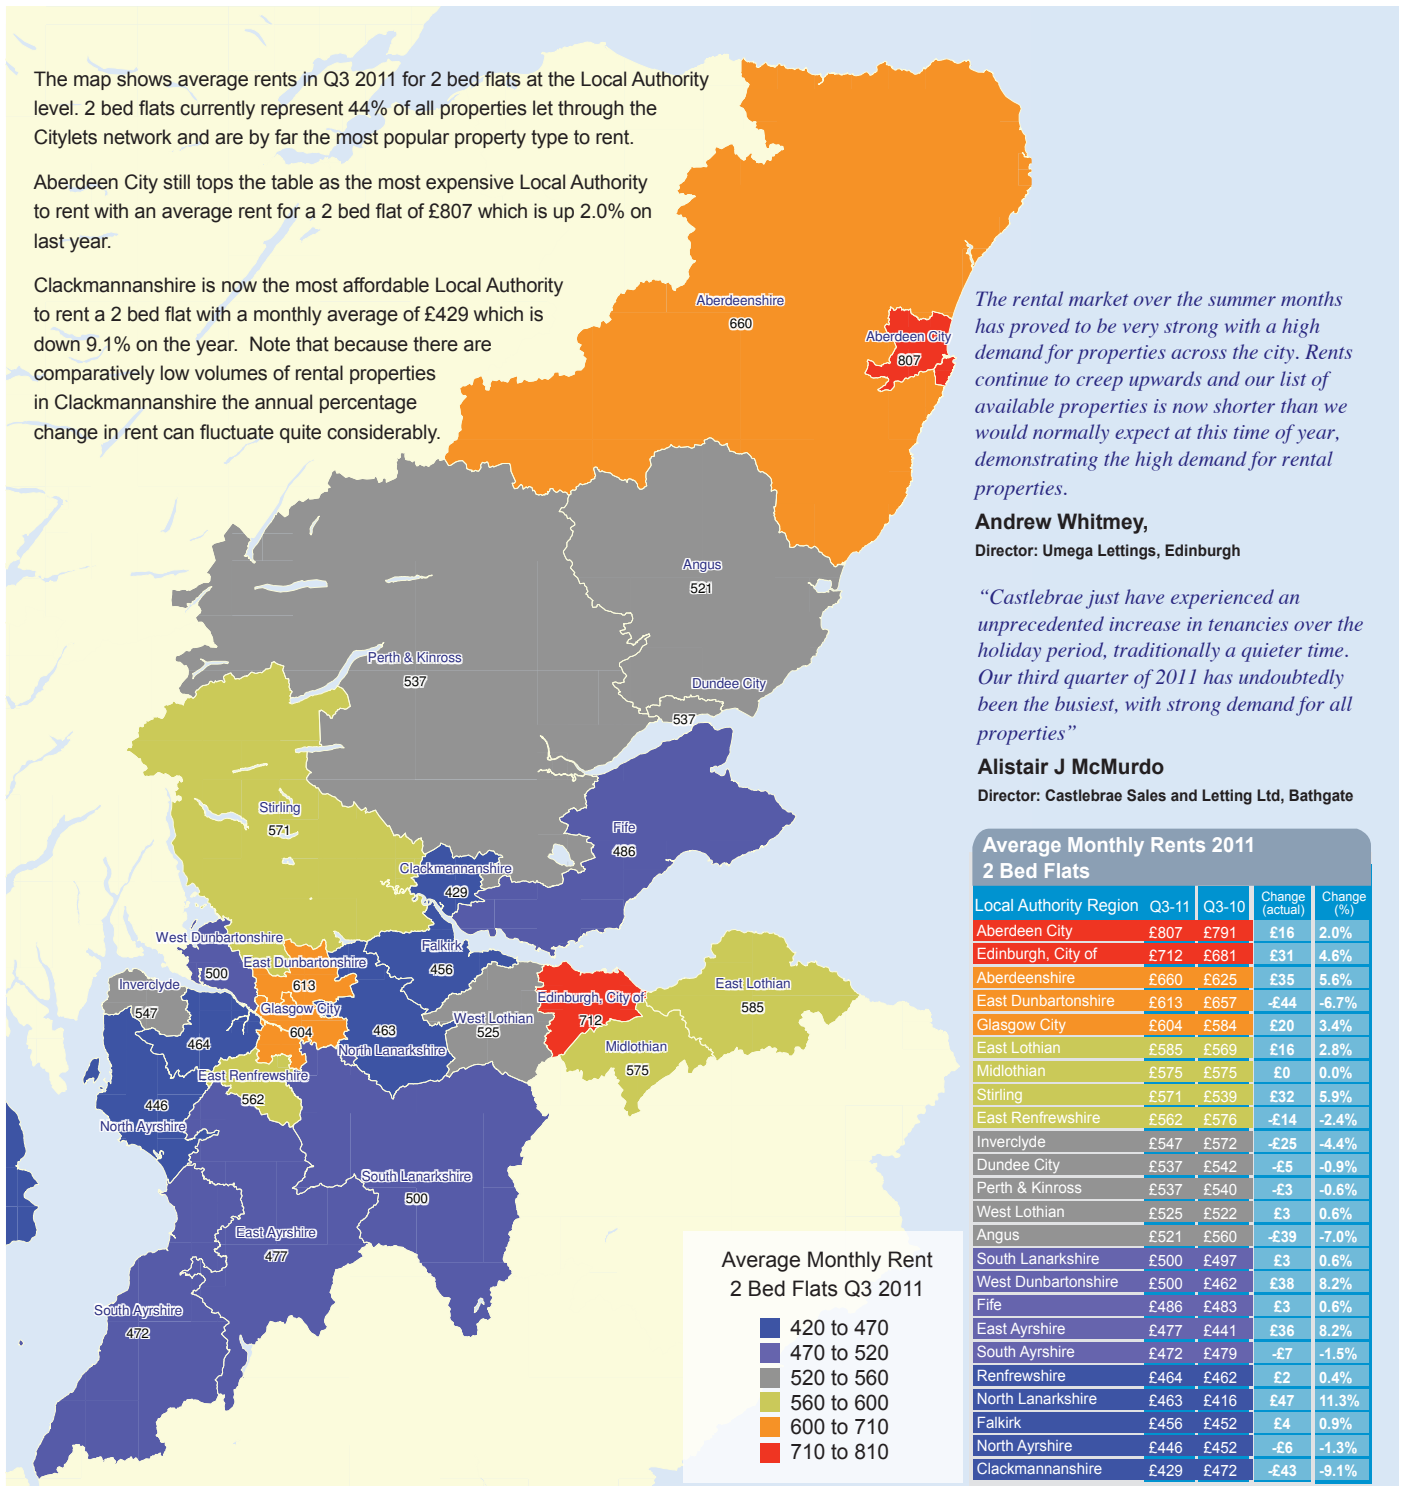 The map shows average rents in Q3 2011 for 2 bed flats at the Local Authority
level. 2 bed flats currently represent 44% of all properties let through the
Citylets network and are by far the most popular property type to rent.
Aberdeen City still tops the table as the most expensive Local Authority
to rent with an average rent for a 2 bed flat of £807 which is up 2.0% on
last year.
Clackmannanshire is now the most affordable Local Authority
to rent a 2 bed flat with a monthly average of £429 which is
down 9.1% on the year. Note that because there are
comparatively low volumes of rental properties
in Clackmannanshire the annual percentage
change in rent can fluctuate quite considerably.
Aberdeenshire
660
Aberdeen City
807
Angus
521
Perth & Kinross
537
Dundee City
537
Stirling
571
Fife
486
Clackmannanshire
429
West Dunbartonshire
500
East Dunbartonshire
613
Falkirk
456
Inverclyde
547
Glasgow City
604
464
463
North Lanarkshire
West Lothian
525
Edinburgh, City of
712
East Lothian
585
Midlothian
575
East Renfrewshire
562
446
North Ayrshire
South Lanarkshire
500
East Ayrshire
477
South Ayrshire
472
The rental market over the summer months
has proved to be very strong with a high
demand for properties across the city. Rents
continue to creep upwards and our list of
available properties is now shorter than we
would normally expect at this time of year,
demonstrating the high demand for rental
properties.
Andrew Whitmey,
Director: Umega Lettings, Edinburgh
“Castlebrae just have experienced an
unprecedented increase in tenancies over the
holiday period, traditionally a quieter time.
Our third quarter of 2011 has undoubtedly
been the busiest, with strong demand for all
properties”
Alistair J McMurdo
Director: Castlebrae Sales and Letting Ltd, Bathgate
Average Monthly Rent
2 Bed Flats Q3 2011
420 to 470
470 to 520
520 to 560
560 to 600
600 to 710
710 to 810
Average Monthly Rents 2011
2 Bed Flats
Local Authority Region Q3-11 Q3-10 Change (actual) Change (%)
Aberdeen City £807 £791 £16 2.0%
Edinburgh, City of £712 £681 £31 4.6%
Aberdeenshire £660 £625 £35 5.6%
East Dunbartonshire £613 £657 -£44 -6.7%
Glasgow City £604 £584 £20 3.4%
East Lothian £585 £569 £16 2.8%
Midlothian £575 £575 £0 0.0%
Stirling £571 £539 £32 5.9%
East Renfrewshire £562 £576 -£14 -2.4%
Inverclyde £547 £572 -£25 -4.4%
Dundee City £537 £542 -£5 -0.9%
Perth & Kinross £537 £540 -£3 -0.6%
West Lothian £525 £522 £3 0.6%
Angus £521 £560 -£39 -7.0%
South Lanarkshire £500 £497 £3 0.6%
West Dunbartonshire £500 £462 £38 8.2%
Fife £486 £483 £3 0.6%
East Ayrshire £477 £441 £36 8.2%
South Ayrshire £472 £479 -£7 -1.5%
Renfrewshire £464 £462 £2 0.4%
North Lanarkshire £463 £416 £47 11.3%
Falkirk £456 £452 £4 0.9%
North Ayrshire £446 £452 -£6 -1.3%
Clackmannanshire £429 £472 -£43 -9.1%